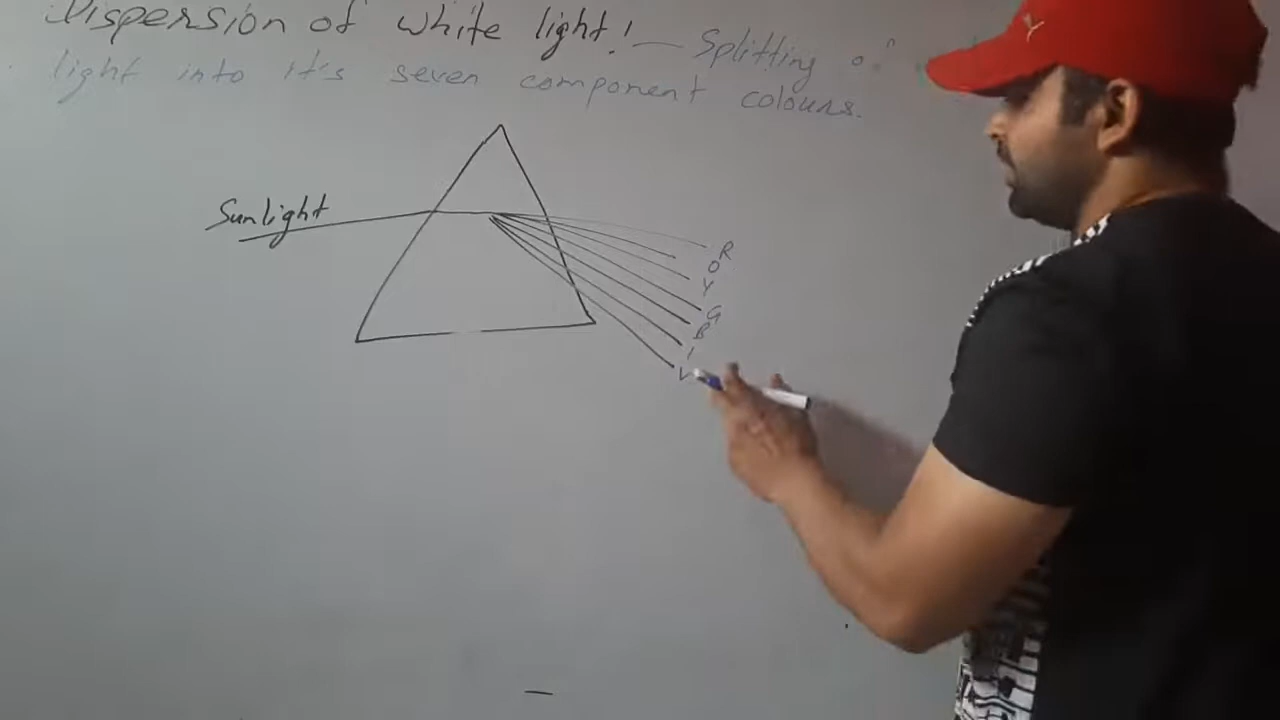 Dispersion of white light! — Splitting of
light into it's seven component colours.
Sunlight
R
O
Y
G
B
I
V